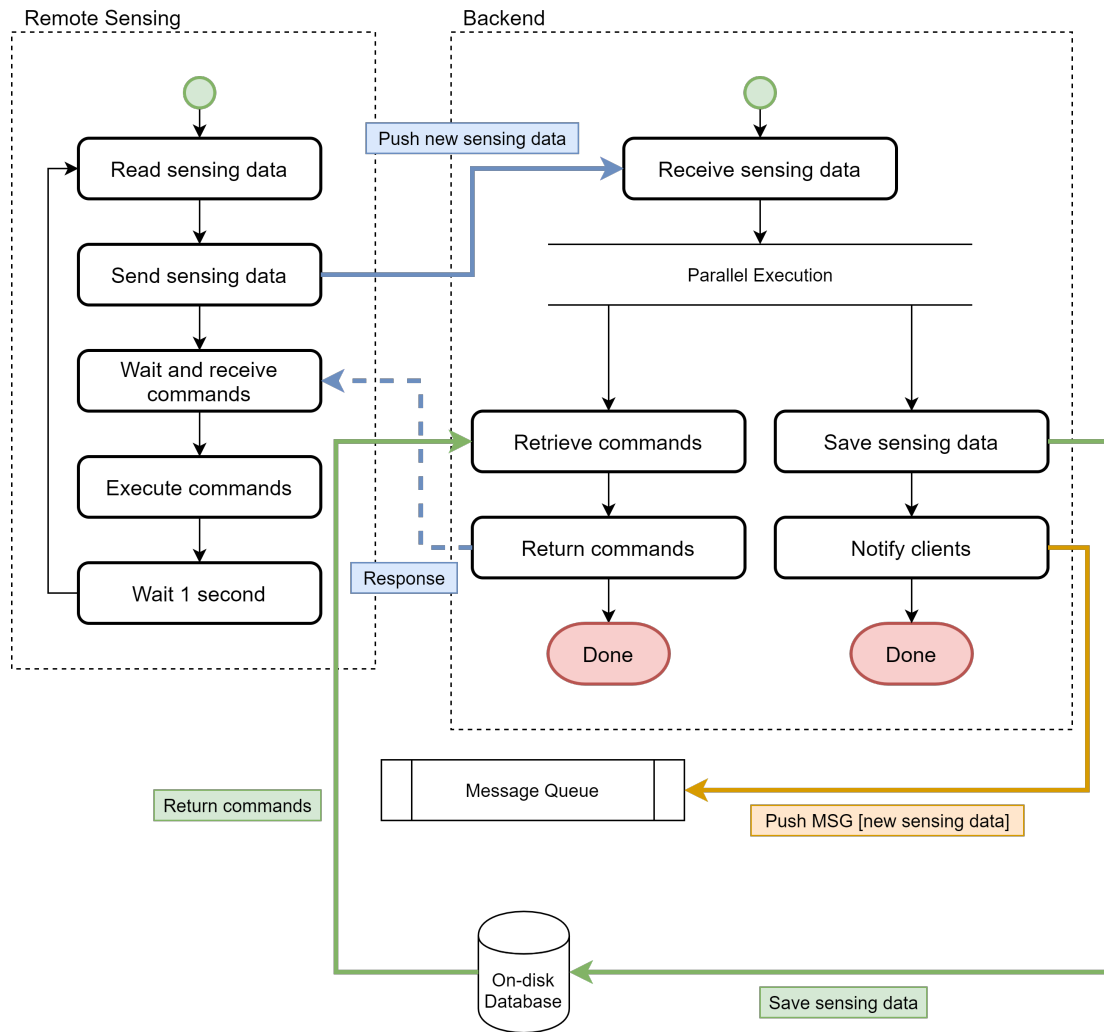 Remote Sensing
Backend
Push new sensing data
Read sensing data
Receive sensing data
Send sensing data
Parallel Execution
Wait and receive
commands
Retrieve commands
Save sensing data
Execute commands
Return commands
Notify clients
Response
Wait 1 second
Done
Done
Message Queue
Return commands
Push MSG [new sensing data]
On-disk
Database
Save sensing data